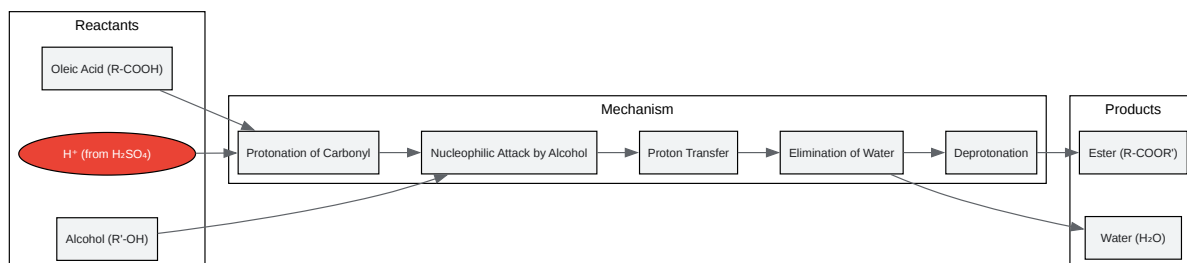 Reactants
Oleic Acid (R-COOH)
H⁺ (from H₂SO₄)
Alcohol (R'-OH)
Mechanism
Protonation of Carbonyl
Nucleophilic Attack by Alcohol
Proton Transfer
Elimination of Water
Deprotonation
Products
Ester (R-COOR')
Water (H₂O)